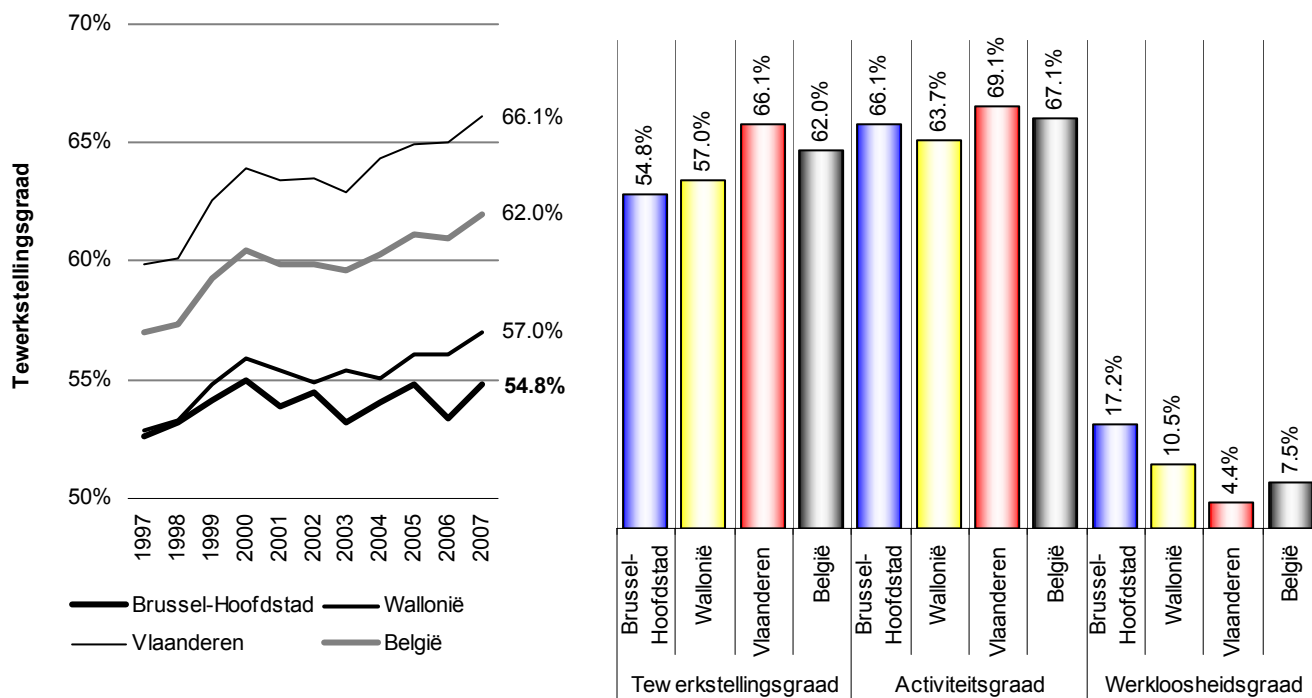 70%
65%
60%
55%
50%
Tewerkstellingsgraad
66.1%
62.0%
57.0%
54.8%
1997
1998
1999
2000
2001
2002
2003
2004
2005
2006
2007
Brussel-Hoofdstad
Wallonië
Vlaanderen
België
54.8%
57.0%
66.1%
62.0%
66.1%
63.7%
69.1%
67.1%
17.2%
10.5%
4.4%
7.5%
Brussel-
Hoofdstad
Wallonië
Vlaanderen
België
Brussel-
Hoofdstad
Wallonië
Vlaanderen
België
Brussel-
Hoofdstad
Wallonië
Vlaanderen
België
Tewerkstellingsgraad
Activiteitsgraad
Werkloosheidsgraad